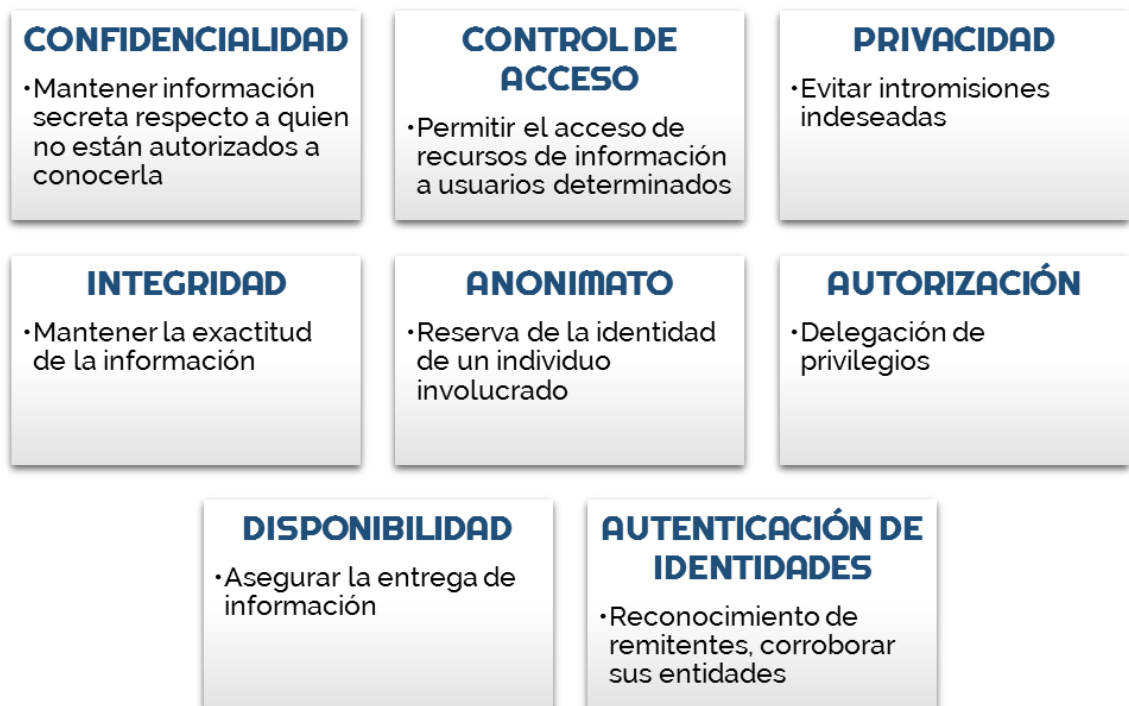 CONFIDENCIALIDAD
•Mantener información
secreta respecto a quien
no están autorizados a
conocerla
CONTROL DE
ACCESO
•Permitir el acceso de
recursos de información
a usuarios determinados
PRIVACIDAD
•Evitar intromisiones
indeseadas
INTEGRIDAD
•Mantener la exactitud
de la información
ANONIMATO
•Reserva de la identidad
de un individuo
involucrado
AUTORIZACIÓN
•Delegación de
privilegios
DISPONIBILIDAD
•Asegurar la entrega de
información
AUTENTICACIÓN DE
IDENTIDADES
•Reconocimiento de
remitentes, corroborar
sus entidades